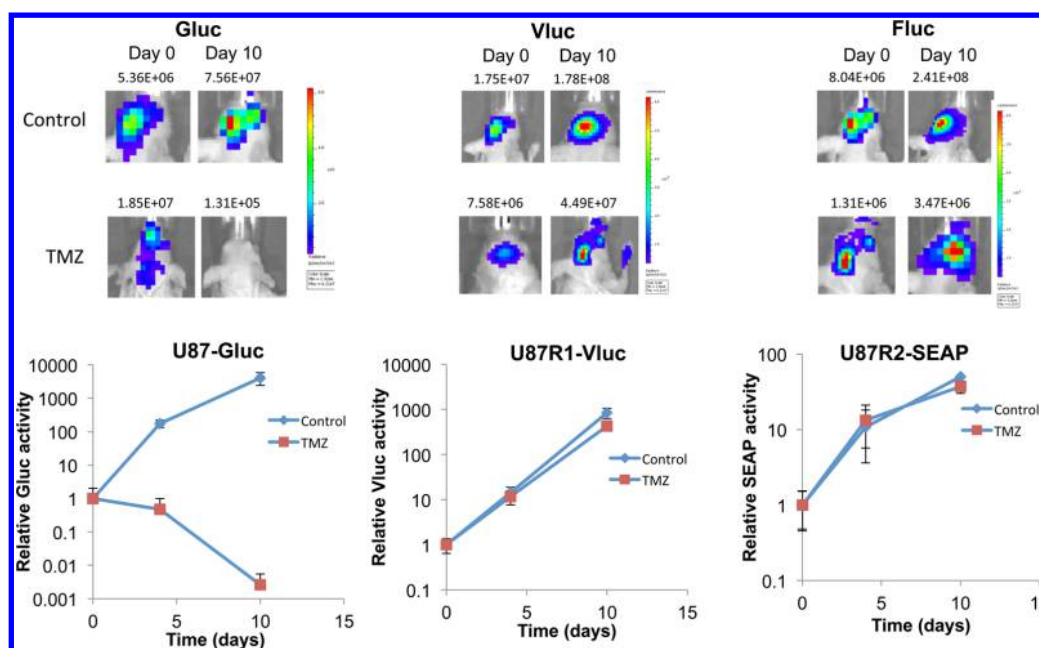 Gluc
Day 0 Day 10
5.36E+06 7.56E+07
Vluc
Day 0 Day 10
1.75E+07 1.78E+08
Fluc
Day 0 Day 10
8.04E+06 2.41E+08
Control
1.85E+07 1.31E+05
7.58E+06 4.49E+07
1.31E+06 3.47E+06
TMZ
U87-Gluc
Relative Gluc activity
10000
1000
100
10
1
0.1
0.01
0.001
0 5 10 15
Time (days)
Control
TMZ
U87R1-Vluc
Relative Vluc activity
10000
1000
100
10
1
0.1
0 5 10 15
Time (days)
Control
TMZ
U87R2-SEAP
Relative SEAP activity
100
10
1
0.1
0 5 10 15
Time (days)
Control
TMZ